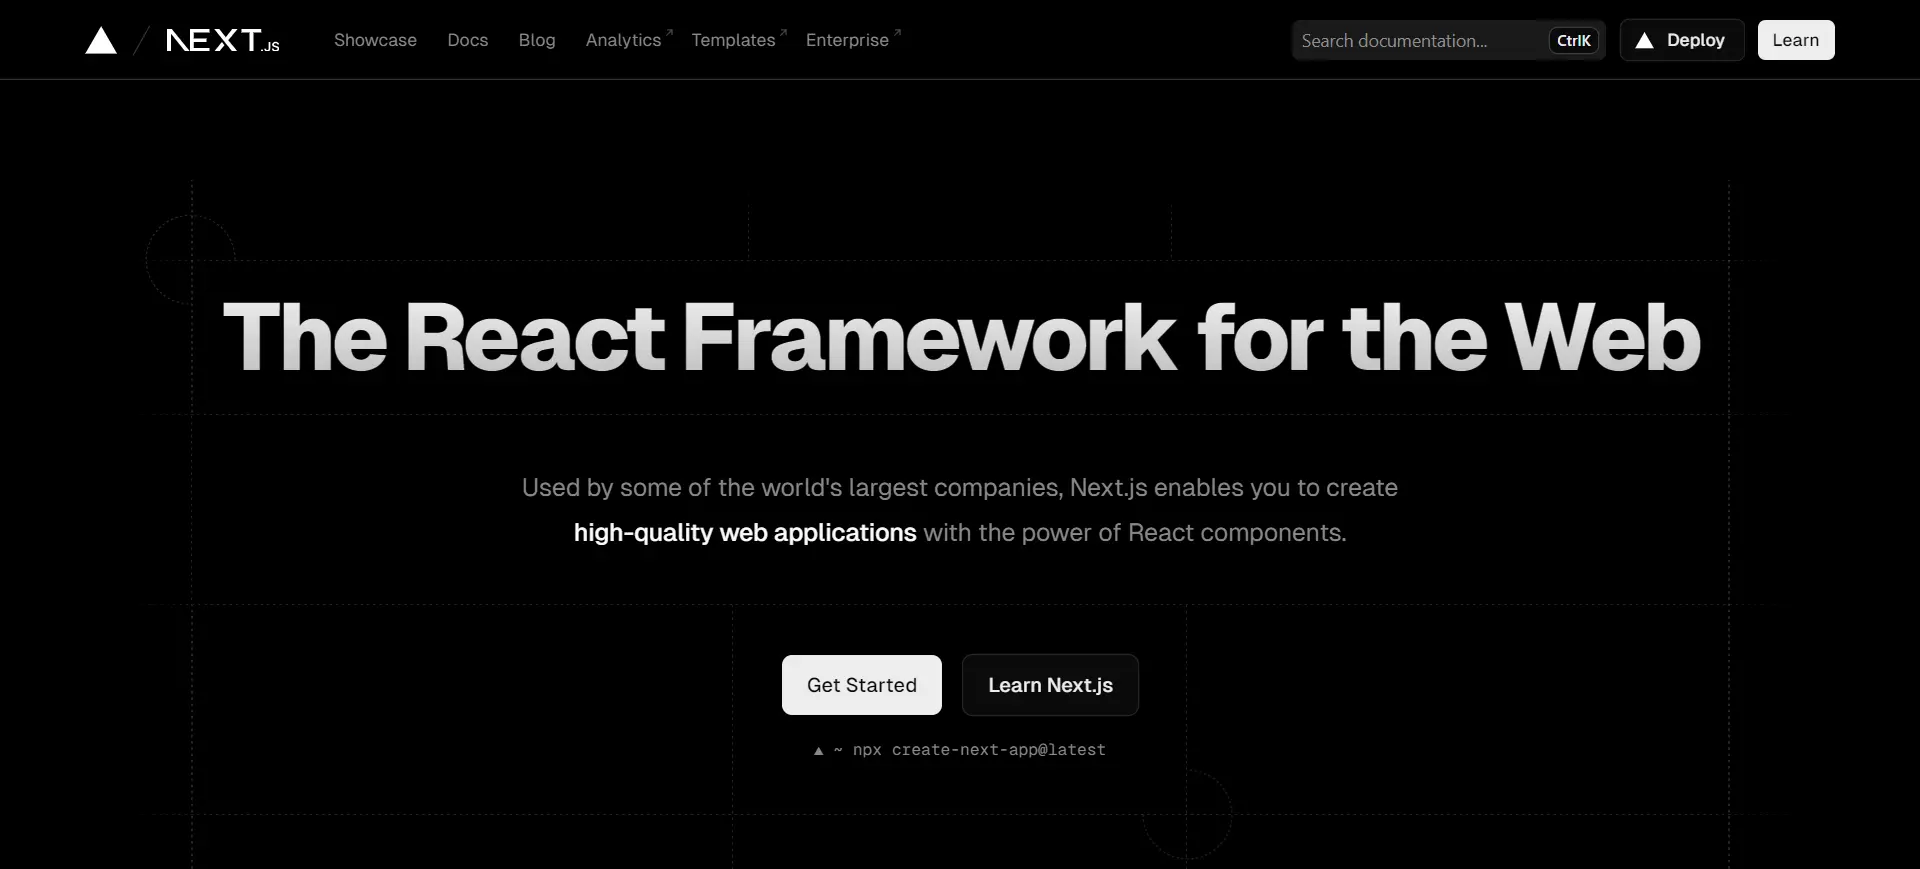 NEXT.JS
Showcase
Docs
Blog
Analytics
Templates
Enterprise
Search documentation...
CtrlK
Deploy
Learn
The React Framework for the Web
Used by some of the world's largest companies, Next.js enables you to create
high-quality web applications with the power of React components.
Get Started
Learn Next.js
▲ ~ npx create-next-app@latest